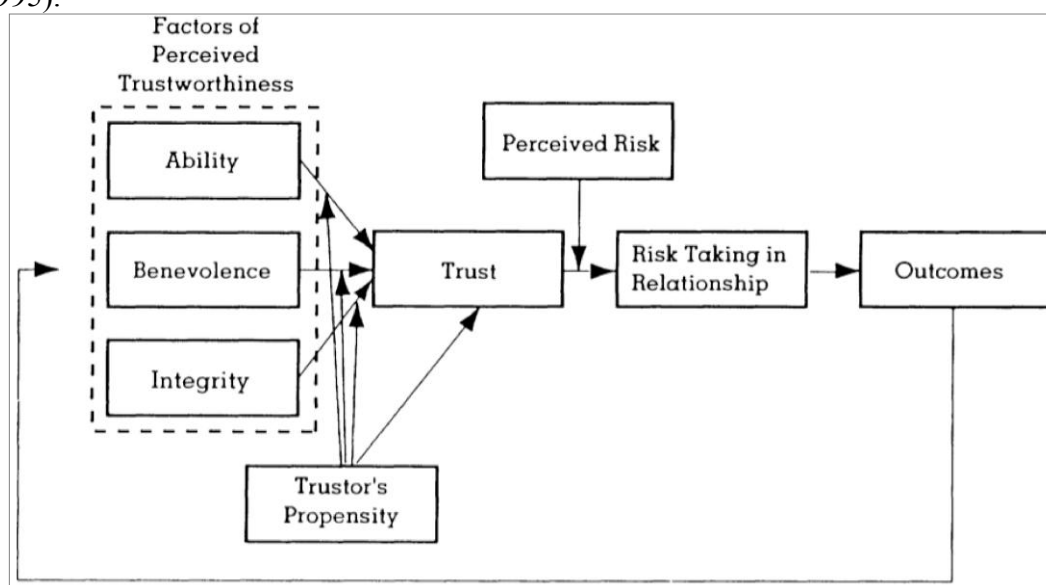 Factors of
Perceived
Trustworthiness
Ability
Perceived Risk
Benevolence
Trust
Risk Taking in
Relationship
Outcomes
Integrity
Trustor's
Propensity